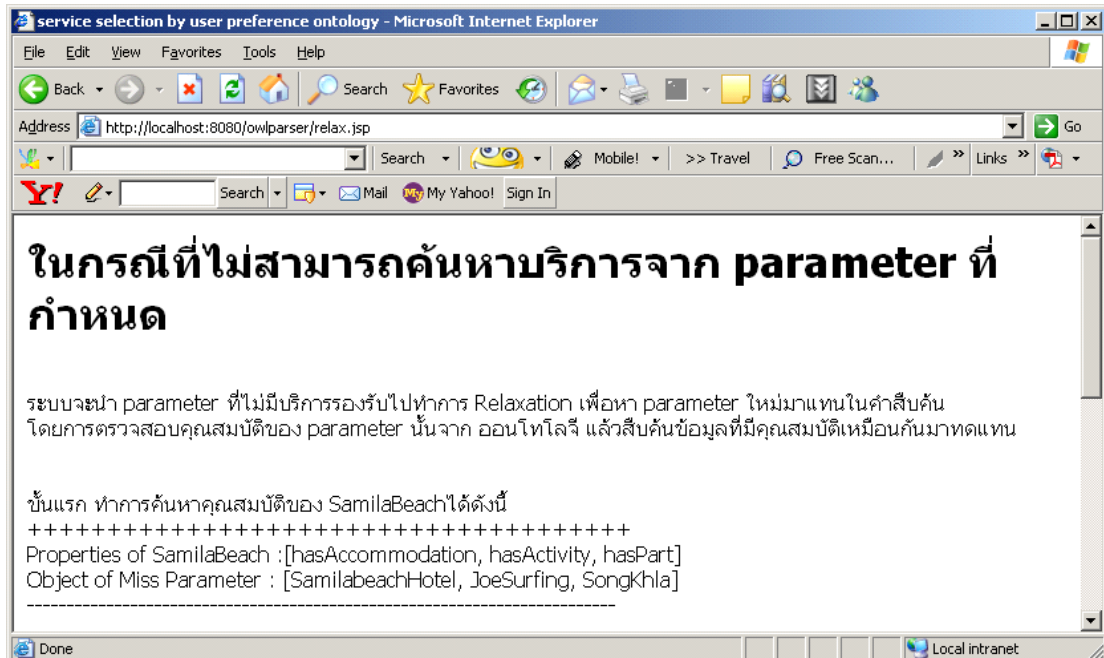 service selection by user preference ontology - Microsoft Internet Explorer
File Edit View Favorites Tools Help
Back Search Favorites
Address http://localhost:8080/owlparser/relax.jsp Go
Search Mobile! >> Travel Free Scan... » Links »
Y! Search Mail My My Yahoo! Sign In
ในกรณีที่ไม่สามารถค้นหาบริการจาก parameter ที่
กำหนด
ระบบจะนำ parameter ที่ไม่มีบริการรองรับไปทำการ Relaxation เพื่อหา parameter ใหม่มาแทนในคำสืบค้น
โดยการตรวจสอบคุณสมบัติของ parameter นั้นจาก ออนโทโลจี แล้วสืบค้นข้อมูลที่มีคุณสมบัติเหมือนกันมาทดแทน
ขั้นแรก ทำการค้นหาคุณสมบัติของ SamilaBeachได้ดังนี้
++++++++++++++++++++++++++++++++++++++
Properties of SamilaBeach :[hasAccommodation, hasActivity, hasPart]
Object of Miss Parameter : [SamilabeachHotel, JoeSurfing, SongKhla]
---------------------------------------------------------------------------
Done Local intranet